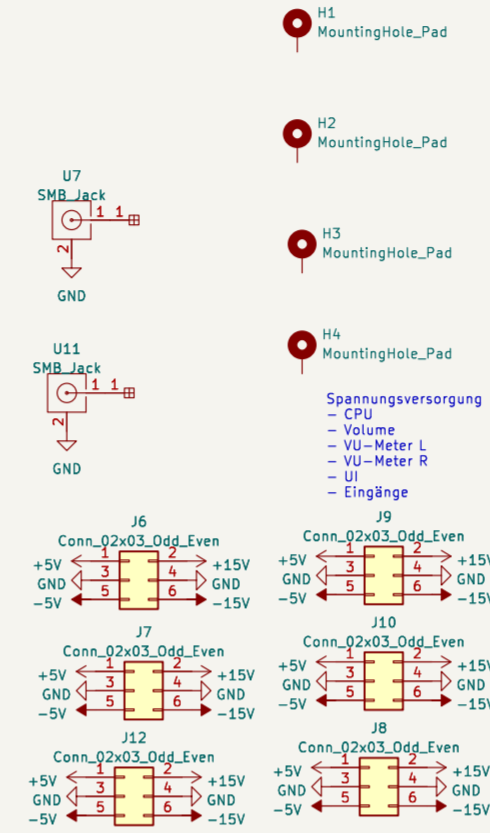 H1
MountingHole_Pad
H2
MountingHole_Pad
U7
SMB_Jack
1 1
2
GND
H3
MountingHole_Pad
U11
SMB_Jack
1 1
2
GND
H4
MountingHole_Pad
Spannungsversorgung
– CPU
– Volume
– VU–Meter L
– VU–Meter R
– UI
– Eingänge
J6
Conn_02x03_Odd_Even
+5V 1 2 +15V
GND 3 4 GND
–5V 5 6 –15V
J9
Conn_02x03_Odd_Even
+5V 1 2 +15V
GND 3 4 GND
–5V 5 6 –15V
J7
Conn_02x03_Odd_Even
+5V 1 2 +15V
GND 3 4 GND
–5V 5 6 –15V
J10
Conn_02x03_Odd_Even
+5V 1 2 +15V
GND 3 4 GND
–5V 5 6 –15V
J12
Conn_02x03_Odd_Even
+5V 1 2 +15V
GND 3 4 GND
–5V 5 6 –15V
J8
Conn_02x03_Odd_Even
+5V 1 2 +15V
GND 3 4 GND
–5V 5 6 –15V